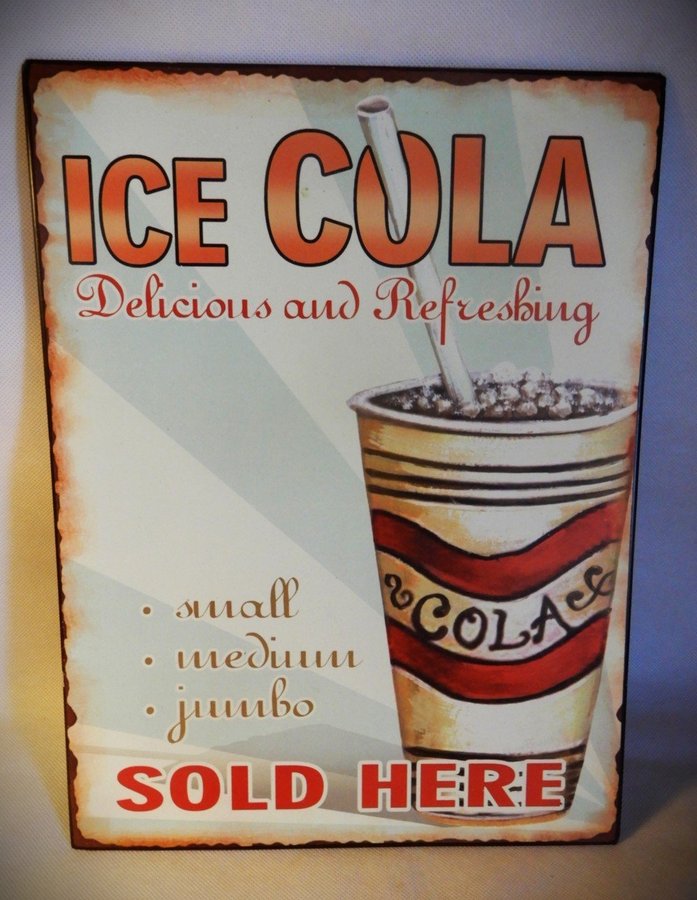 ICE COLA
Delicious and Refreshing
COLA
• small
• medium
• jumbo
SOLD HERE